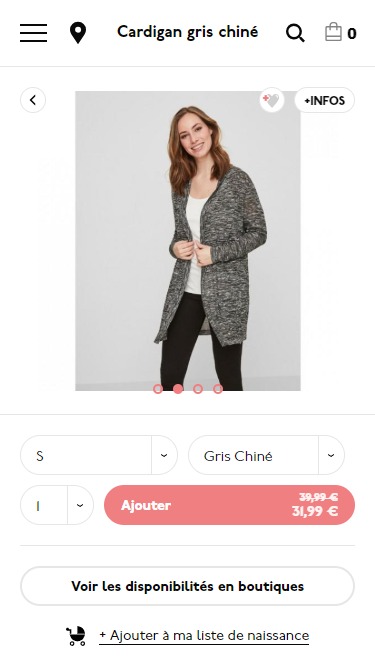 Cardigan gris chiné
0
+INFOS
S
Gris Chiné
1
Ajouter
39,99 €
31,99 €
Voir les disponibilités en boutiques
+ Ajouter à ma liste de naissance